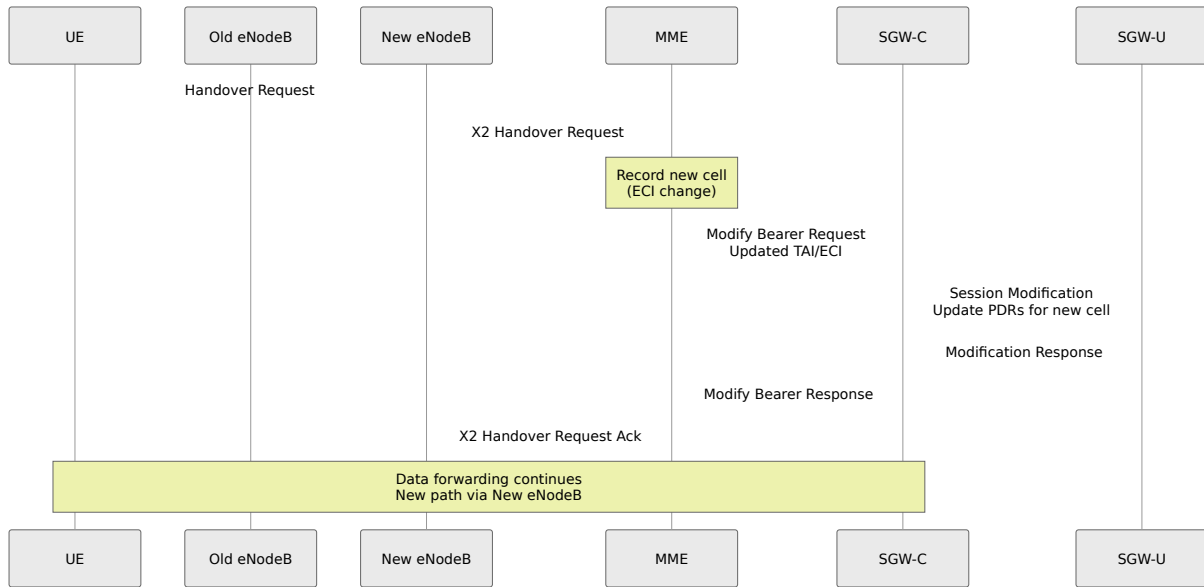 UE
Old eNodeB
New eNodeB
MME
SGW-C
SGW-U
Handover Request
X2 Handover Request
Record new cell
(ECI change)
Modify Bearer Request
Updated TAI/ECI
Session Modification
Update PDRs for new cell
Modification Response
Modify Bearer Response
X2 Handover Request Ack
Data forwarding continues
New path via New eNodeB
UE
Old eNodeB
New eNodeB
MME
SGW-C
SGW-U